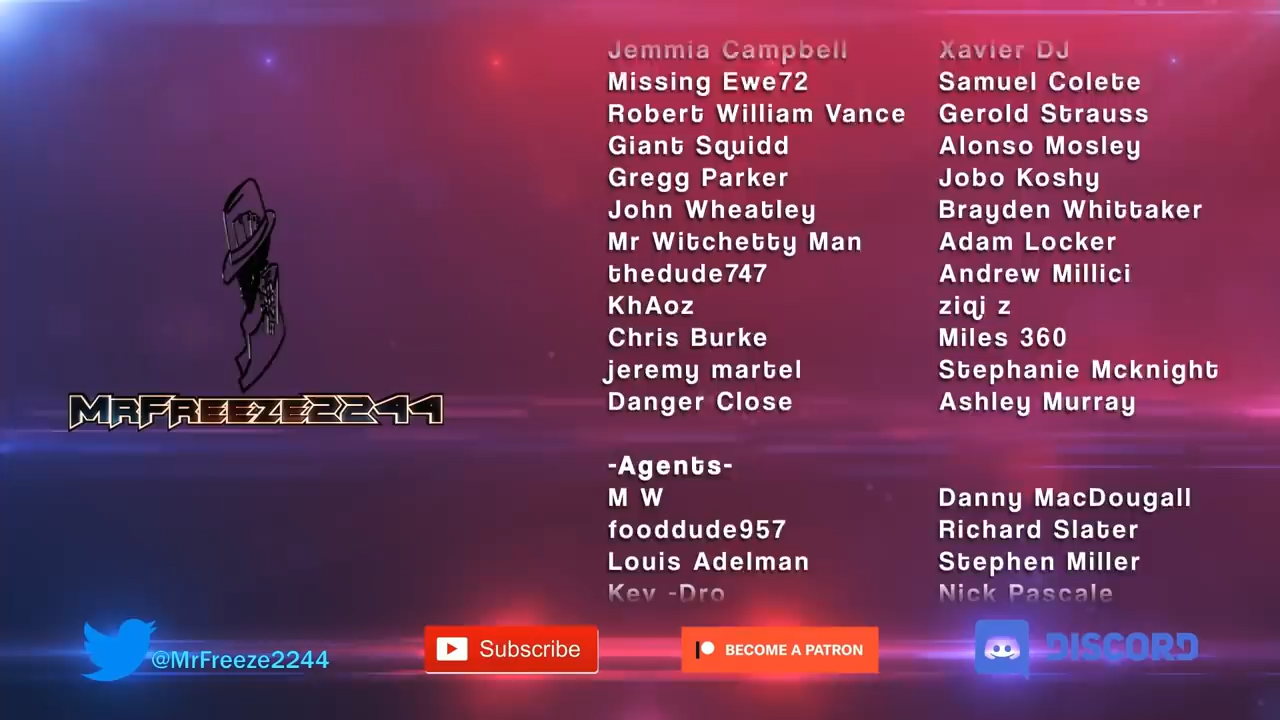 Jemmia Campbell Xavier DJ
Missing Ewe72 Samuel Colete
Robert William Vance Gerold Strauss
Giant Squidd Alonso Mosley
Gregg Parker Jobo Koshy
John Wheatley Brayden Whittaker
Mr Witchetty Man Adam Locker
thedude747 Andrew Millici
KhAoz ziqi z
Chris Burke Miles 360
jeremy martel Stephanie Mcknight
Danger Close Ashley Murray
MrFreeze2244
-Agents-
M W Danny MacDougall
fooddude957 Richard Slater
Louis Adelman Stephen Miller
Kev -Dro Nick Pascale
@MrFreeze2244
Subscribe
BECOME A PATRON
DISCORD